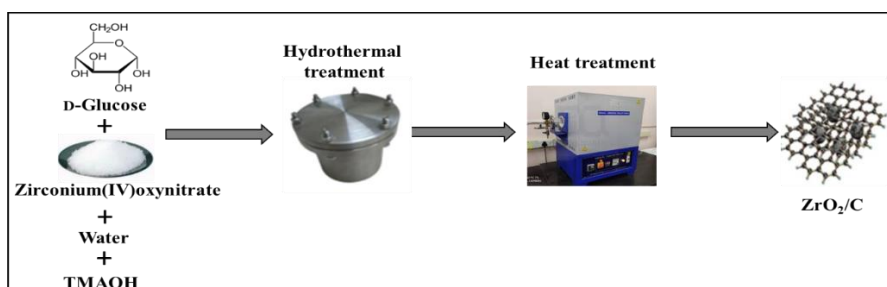 CH₂OH
O
OH
OH
OH
OH
D-Glucose
+
Zirconium(IV)oxynitrate
+
Water
+
TMAOH
Hydrothermal
treatment
Heat treatment
ZrO₂/C